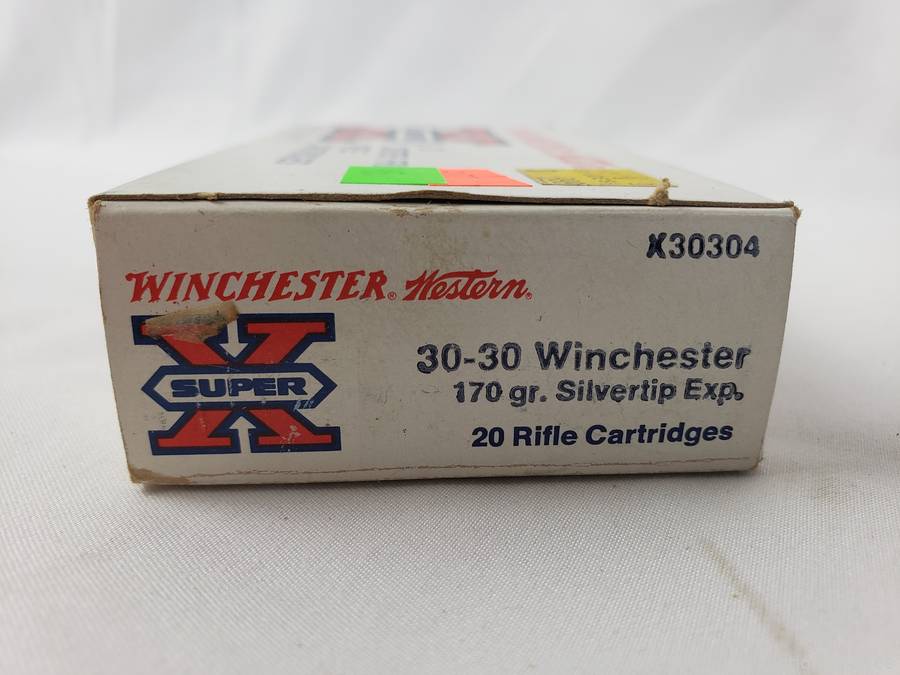 X30304
WINCHESTER® Western®
SUPER X
30-30 Winchester
170 gr. Silvertip Exp.
20 Rifle Cartridges